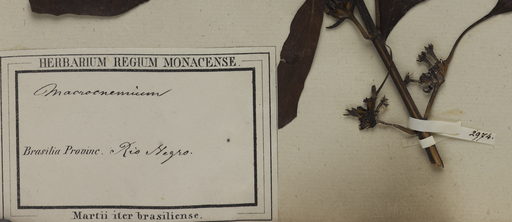 HERBARIUM REGIUM MONACENSE.
Macrocnemium
Brasilia Provinc. Rio Negro.
Martii iter brasiliense.
2974.